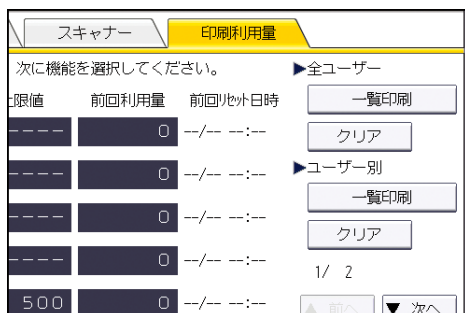 スキャナー 印刷利用量
次に機能を選択してください。 ▶全ユーザー
上限値 前回利用量 前回リセット日時 一覧印刷
---- 0 --/-- --:-- クリア
---- 0 --/-- --:-- ▶ユーザー別
---- 0 --/-- --:-- 一覧印刷
クリア
---- 0 --/-- --:-- 1/ 2
500 0 --/-- --:-- ▲ 前へ ▼ 次へ